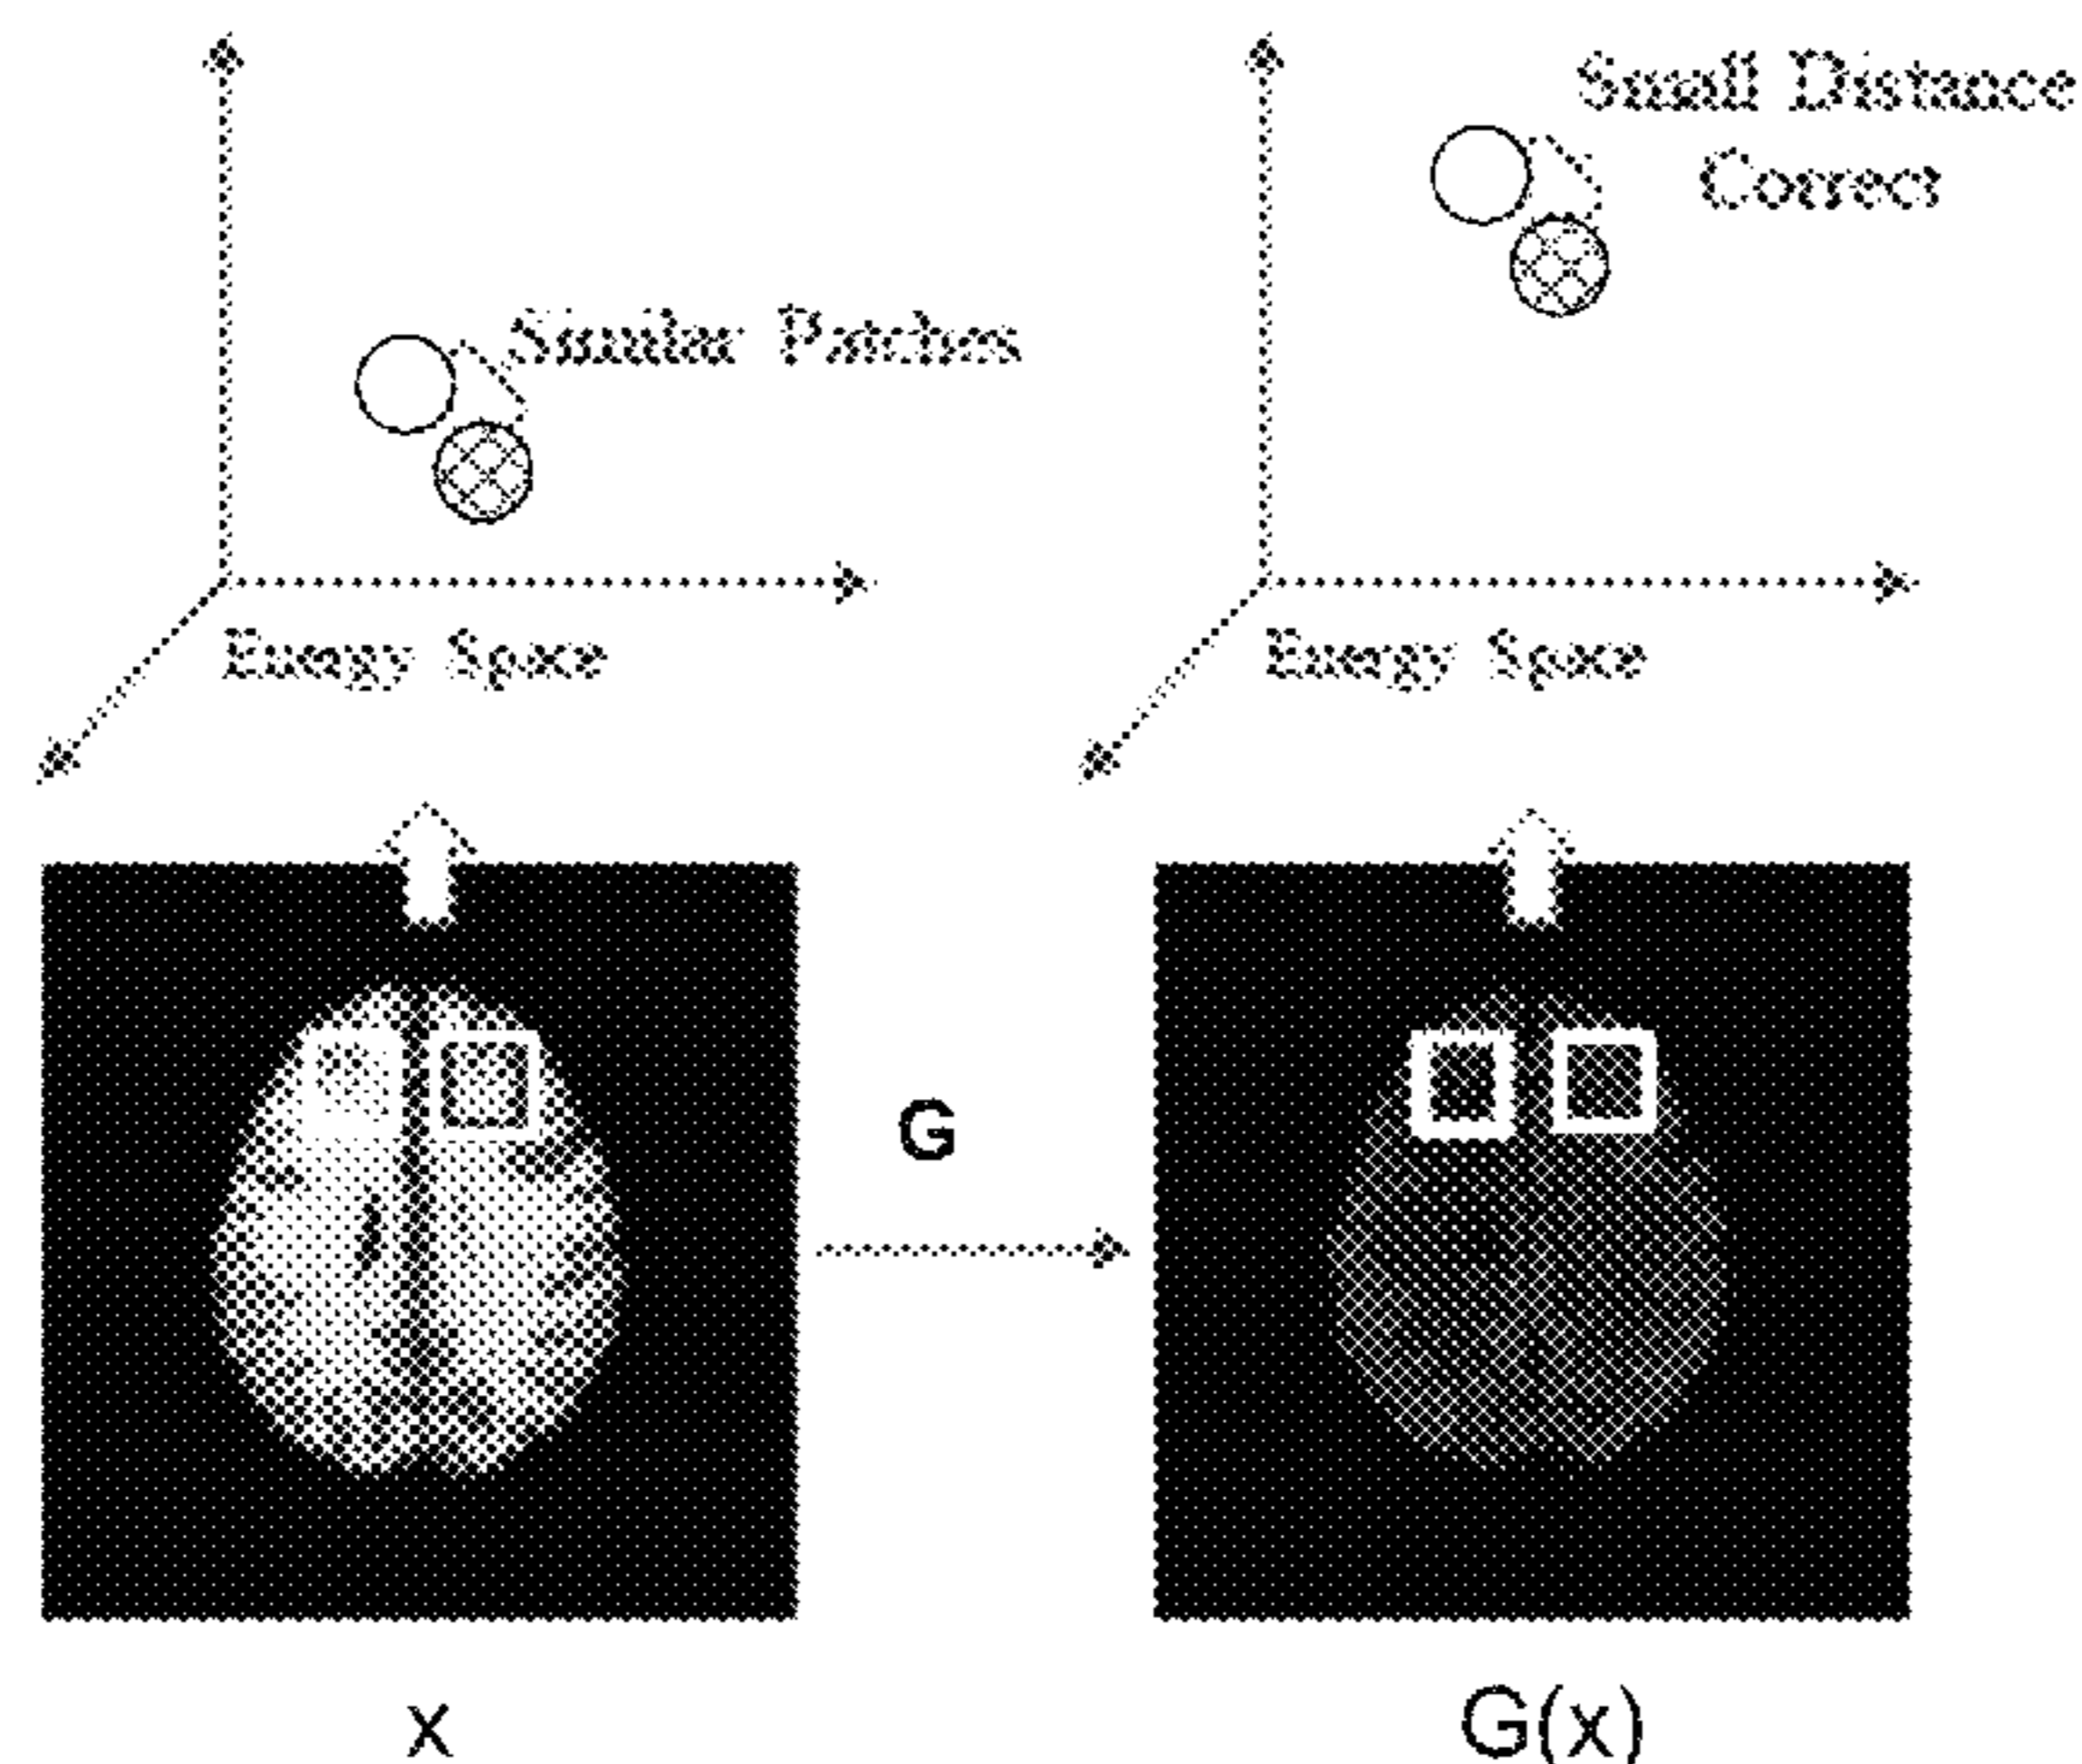 Small Distance
Correct
Similar Patches
Energy Space
Energy Space
G
x
G(x)